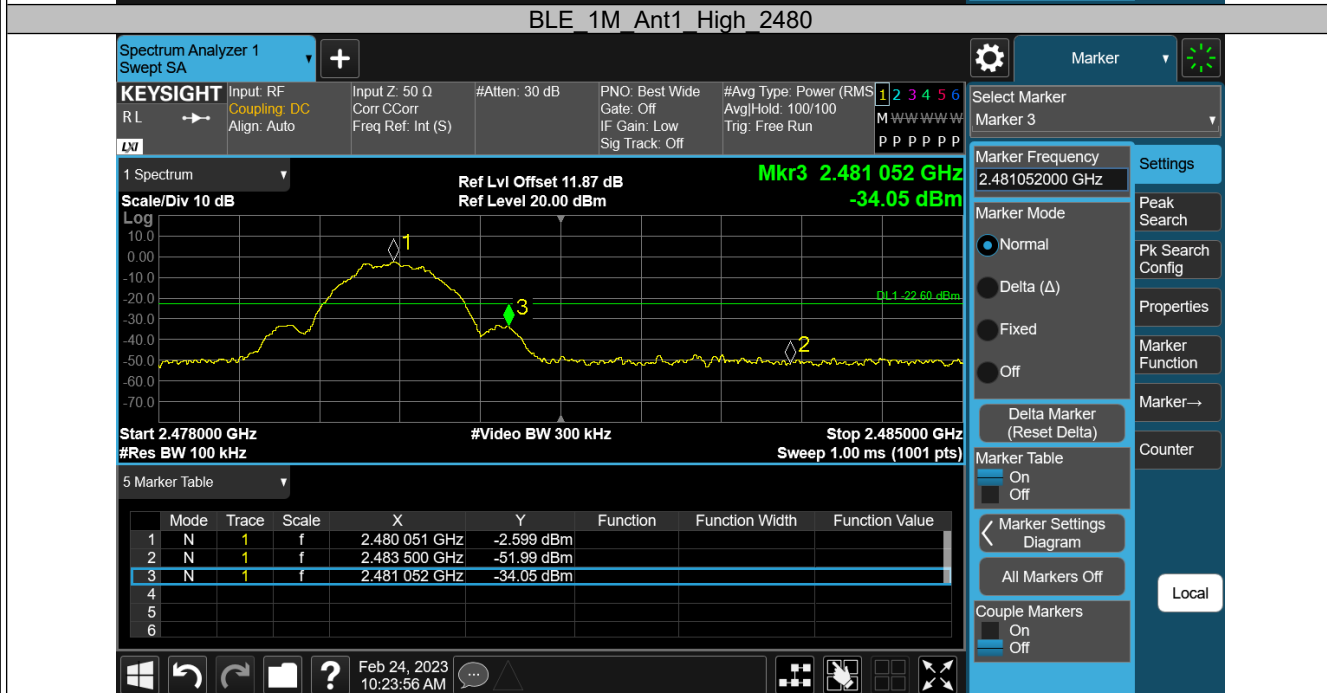 BLE_1M_Ant1_High_2480
Spectrum Analyzer 1
Swept SA
+
Marker
KEYSIGHT
RL
LXI
Input: RF
Coupling: DC
Align: Auto
Input Z: 50 Ω
Corr CCorr
Freq Ref: Int (S)
#Atten: 30 dB
PNO: Best Wide
Gate: Off
IF Gain: Low
Sig Track: Off
#Avg Type: Power (RMS
Avg|Hold: 100/100
Trig: Free Run
1 2 3 4 5 6
M W W W W W
P P P P P P
Select Marker
Marker 3
1 Spectrum
Scale/Div 10 dB
Ref Lvl Offset 11.87 dB
Ref Level 20.00 dBm
Mkr3 2.481 052 GHz
-34.05 dBm
Log
10.0
0.00
-10.0
-20.0
-30.0
-40.0
-50.0
-60.0
-70.0
1
3
2
DL1 -22.60 dBm
Start 2.478000 GHz
#Video BW 300 kHz
Stop 2.485000 GHz
#Res BW 100 kHz
Sweep 1.00 ms (1001 pts)
5 Marker Table
Mode Trace Scale X Y Function Function Width Function Value
1 N 1 f 2.480 051 GHz -2.599 dBm
2 N 1 f 2.483 500 GHz -51.99 dBm
3 N 1 f 2.481 052 GHz -34.05 dBm
4
5
6
Marker Frequency
2.481052000 GHz
Marker Mode
Normal
Delta (Δ)
Fixed
Off
Delta Marker
(Reset Delta)
Marker Table
On
Off
Marker Settings
Diagram
All Markers Off
Couple Markers
On
Off
Settings
Peak
Search
Pk Search
Config
Properties
Marker
Function
Marker→
Counter
Local
?
Feb 24, 2023
10:23:56 AM